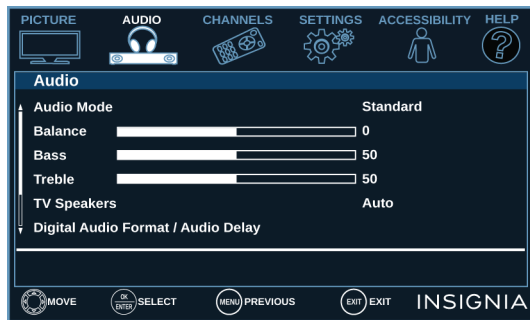 PICTURE AUDIO CHANNELS SETTINGS ACCESSIBILITY HELP
?
Audio
Audio Mode Standard
Balance 0
Bass 50
Treble 50
TV Speakers Auto
Digital Audio Format / Audio Delay
MOVE OK ENTER SELECT MENU PREVIOUS EXIT EXIT INSIGNIA